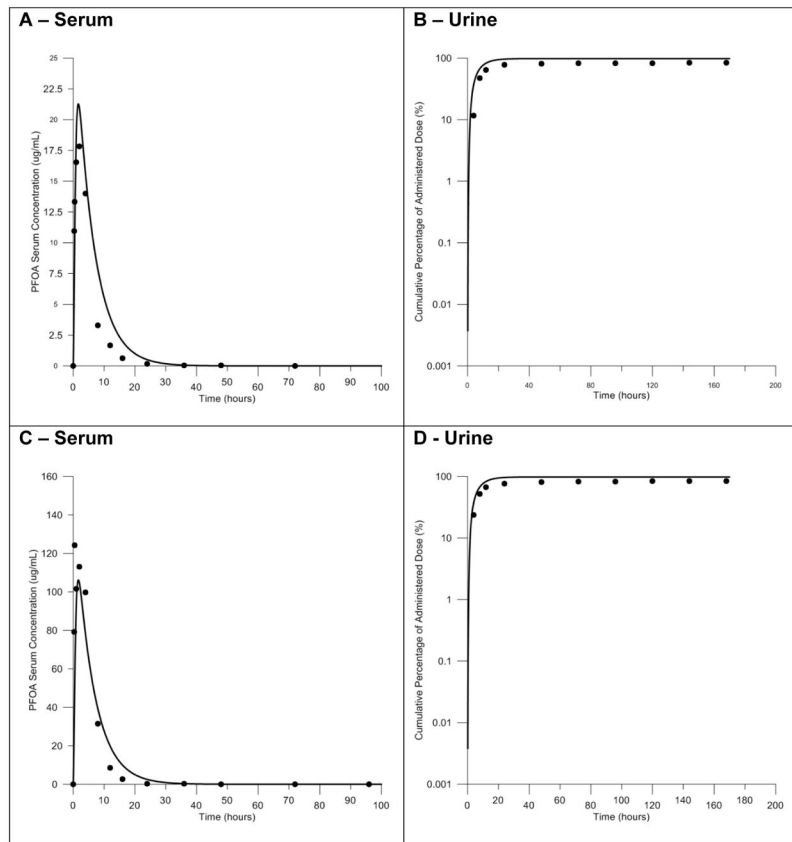 A – Serum
25
22.5
20
17.5
15
12.5
10
7.5
5
2.5
0
PFOA Serum Concentration (ug/mL)
0 10 20 30 40 50 60 70 80 90 100
Time (hours)
B – Urine
100
10
1
0.1
0.01
0.001
Cumulative Percentage of Administered Dose (%)
0 40 80 120 160 200
Time (hours)
C – Serum
160
140
120
100
80
60
40
20
0
PFOA Serum Concentration (ug/mL)
0 10 20 30 40 50 60 70 80 90 100
Time (hours)
D - Urine
100
10
1
0.1
0.01
0.001
Cumulative Percentage of Administered Dose (%)
0 20 40 60 80 100 120 140 160 180 200
Time (hours)